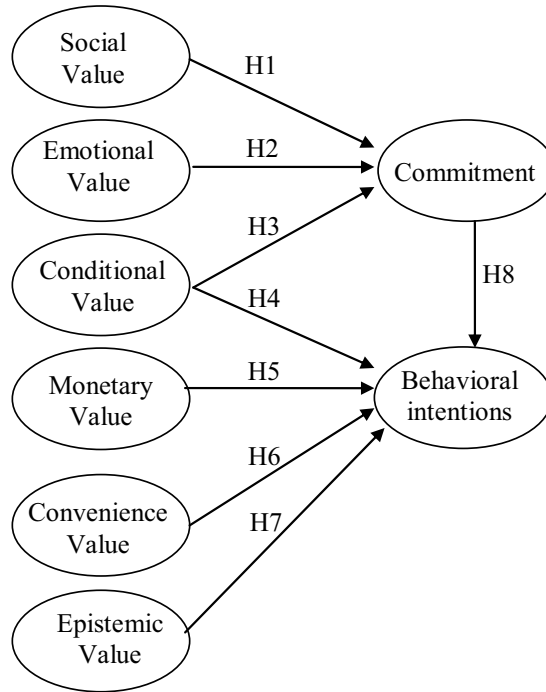 Social
Value
H1
Emotional
Value
H2
Commitment
H3
Conditional
Value
H4
H8
Monetary
Value
H5
Behavioral
intentions
H6
Convenience
Value
H7
Epistemic
Value